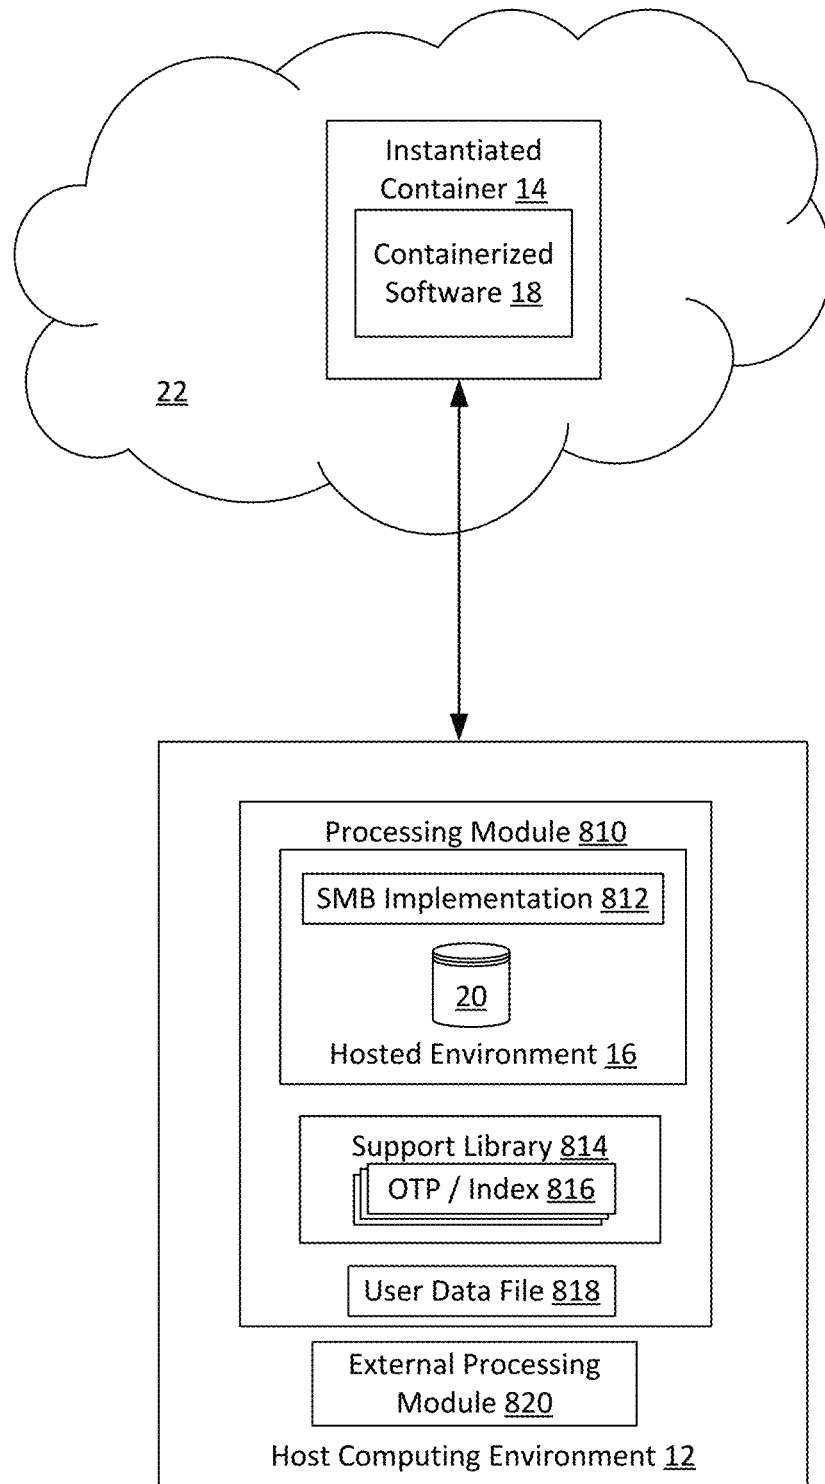 Instantiated
Container 14
Containerized
Software 18
22
Processing Module 810
SMB Implementation 812
20
Hosted Environment 16
Support Library 814
OTP / Index 816
User Data File 818
External Processing
Module 820
Host Computing Environment 12